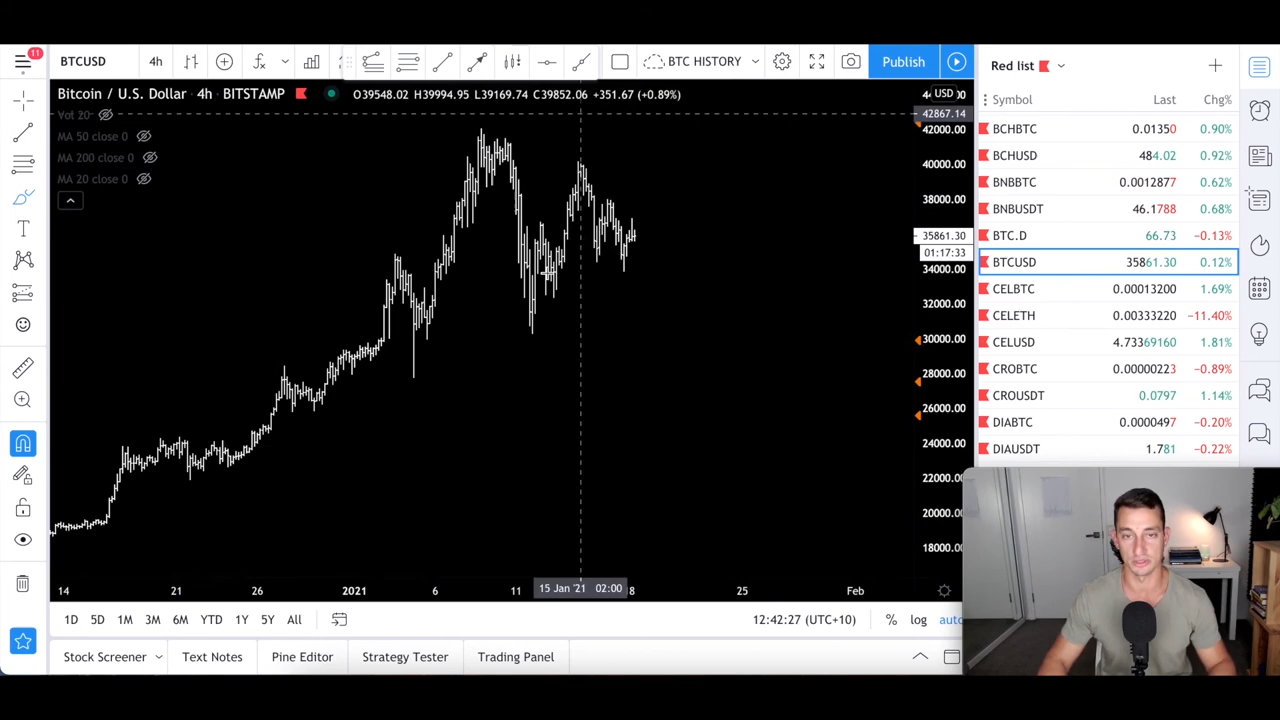 11
BTCUSD 4h BTC HISTORY Publish
Red list
Bitcoin / U.S. Dollar 4h BITSTAMP O39548.02 H39994.95 L39169.74 C39852.06 +351.67 (+0.89%)
Vol 20
MA 50 close 0
MA 200 close 0
MA 20 close 0
USD
42867.14
42000.00
40000.00
38000.00
35861.30
01:17:33
34000.00
32000.00
30000.00
28000.00
26000.00
24000.00
22000.00
20000.00
18000.00
14 21 26 2021 6 11 15 Jan '21 02:00 8 25 Feb
1D 5D 1M 3M 6M YTD 1Y 5Y All 12:42:27 (UTC+10) % log auto
Stock Screener Text Notes Pine Editor Strategy Tester Trading Panel
Symbol Last Chg%
BCHBTC 0.01350 0.90%
BCHUSD 484.02 0.92%
BNBBTC 0.0012877 0.62%
BNBUSDT 46.1788 0.68%
BTC.D 66.73 −0.13%
BTCUSD 35861.30 0.12%
CELBTC 0.00013200 1.69%
CELETH 0.00333220 −11.40%
CELUSD 4.73369160 1.81%
CROBTC 0.00000223 −0.89%
CROUSDT 0.0797 1.14%
DIABTC 0.0000497 −0.20%
DIAUSDT 1.781 −0.22%